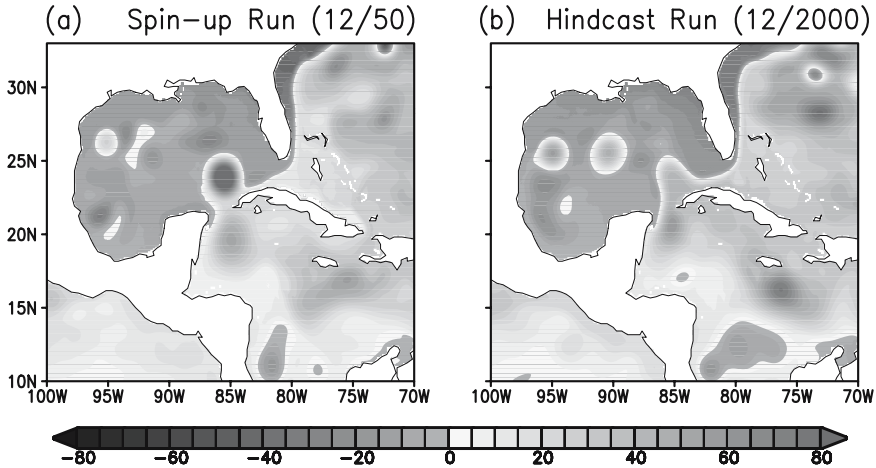 (a) Spin-up Run (12/50) (b) Hindcast Run (12/2000)
30N
25N
20N
15N
10N
100W 95W 90W 85W 80W 75W 70W 100W 95W 90W 85W 80W 75W 70W
-80 -60 -40 -20 0 20 40 60 80